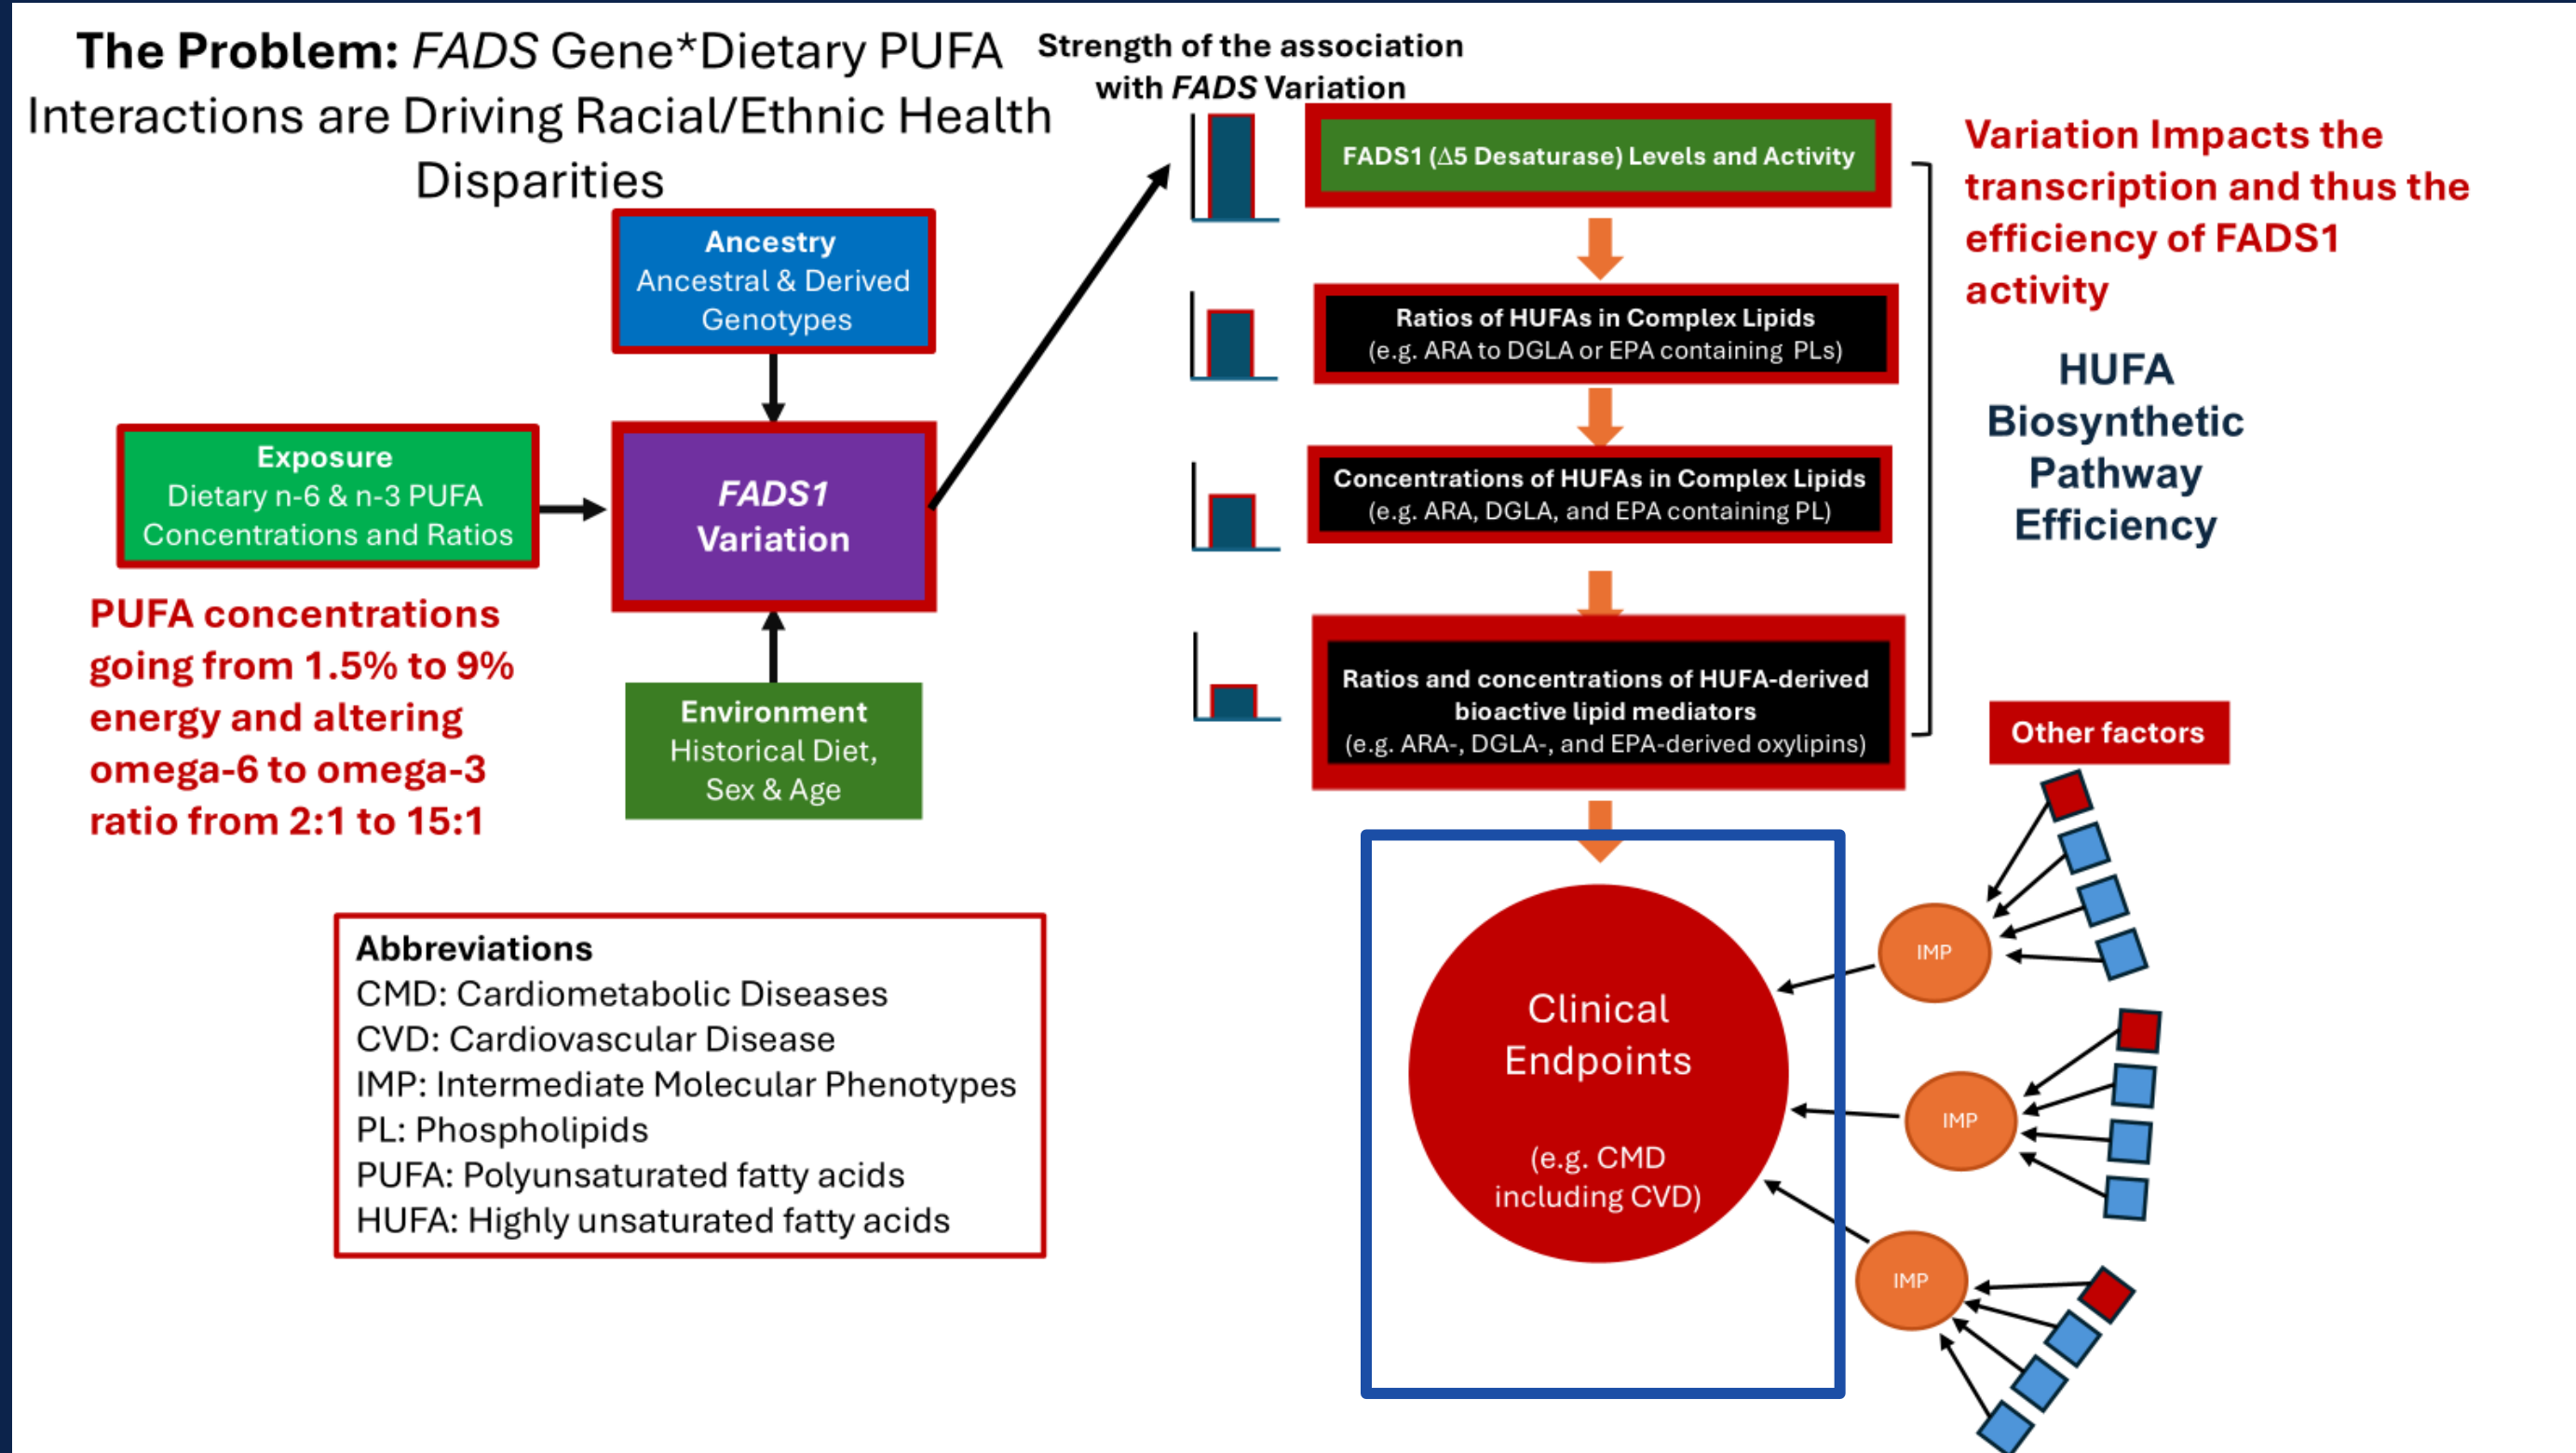 The Problem: FADS Gene*Dietary PUFA
Interactions are Driving Racial/Ethnic Health
Disparities
Strength of the association
with FADS Variation
Ancestry
Ancestral & Derived
Genotypes
Exposure
Dietary n-6 & n-3 PUFA
Concentrations and Ratios
FADS1
Variation
PUFA concentrations
going from 1.5% to 9%
energy and altering
omega-6 to omega-3
ratio from 2:1 to 15:1
Environment
Historical Diet,
Sex & Age
Abbreviations
CMD: Cardiometabolic Diseases
CVD: Cardiovascular Disease
IMP: Intermediate Molecular Phenotypes
PL: Phospholipids
PUFA: Polyunsaturated fatty acids
HUFA: Highly unsaturated fatty acids
FADS1 (Δ5 Desaturase) Levels and Activity
Ratios of HUFAs in Complex Lipids
(e.g. ARA to DGLA or EPA containing PLs)
Concentrations of HUFAs in Complex Lipids
(e.g. ARA, DGLA, and EPA containing PL)
Ratios and concentrations of HUFA-derived
bioactive lipid mediators
(e.g. ARA-, DGLA-, and EPA-derived oxylipins)
Variation Impacts the
transcription and thus the
efficiency of FADS1
activity
HUFA
Biosynthetic
Pathway
Efficiency
Other factors
Clinical
Endpoints
(e.g. CMD
including CVD)
IMP
IMP
IMP